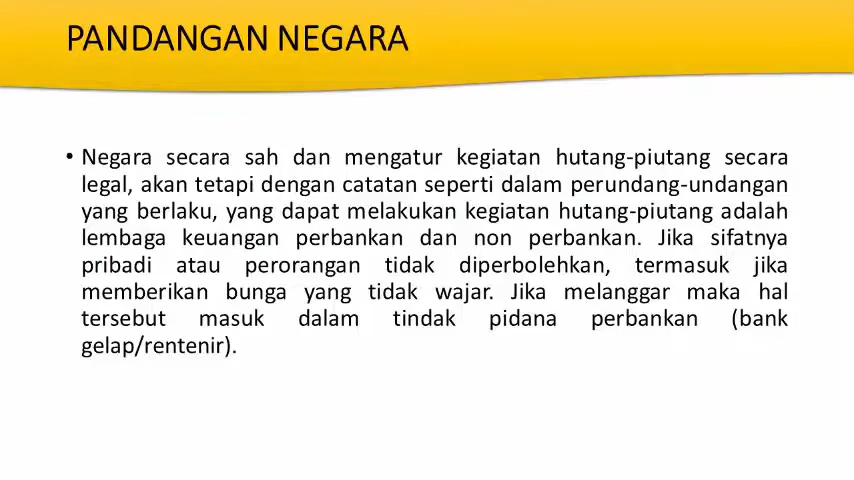 PANDANGAN NEGARA
• Negara secara sah dan mengatur kegiatan hutang-piutang secara
legal, akan tetapi dengan catatan seperti dalam perundang-undangan
yang berlaku, yang dapat melakukan kegiatan hutang-piutang adalah
lembaga keuangan perbankan dan non perbankan. Jika sifatnya
pribadi atau perorangan tidak diperbolehkan, termasuk jika
memberikan bunga yang tidak wajar. Jika melanggar maka hal
tersebut masuk dalam tindak pidana perbankan (bank
gelap/rentenir).